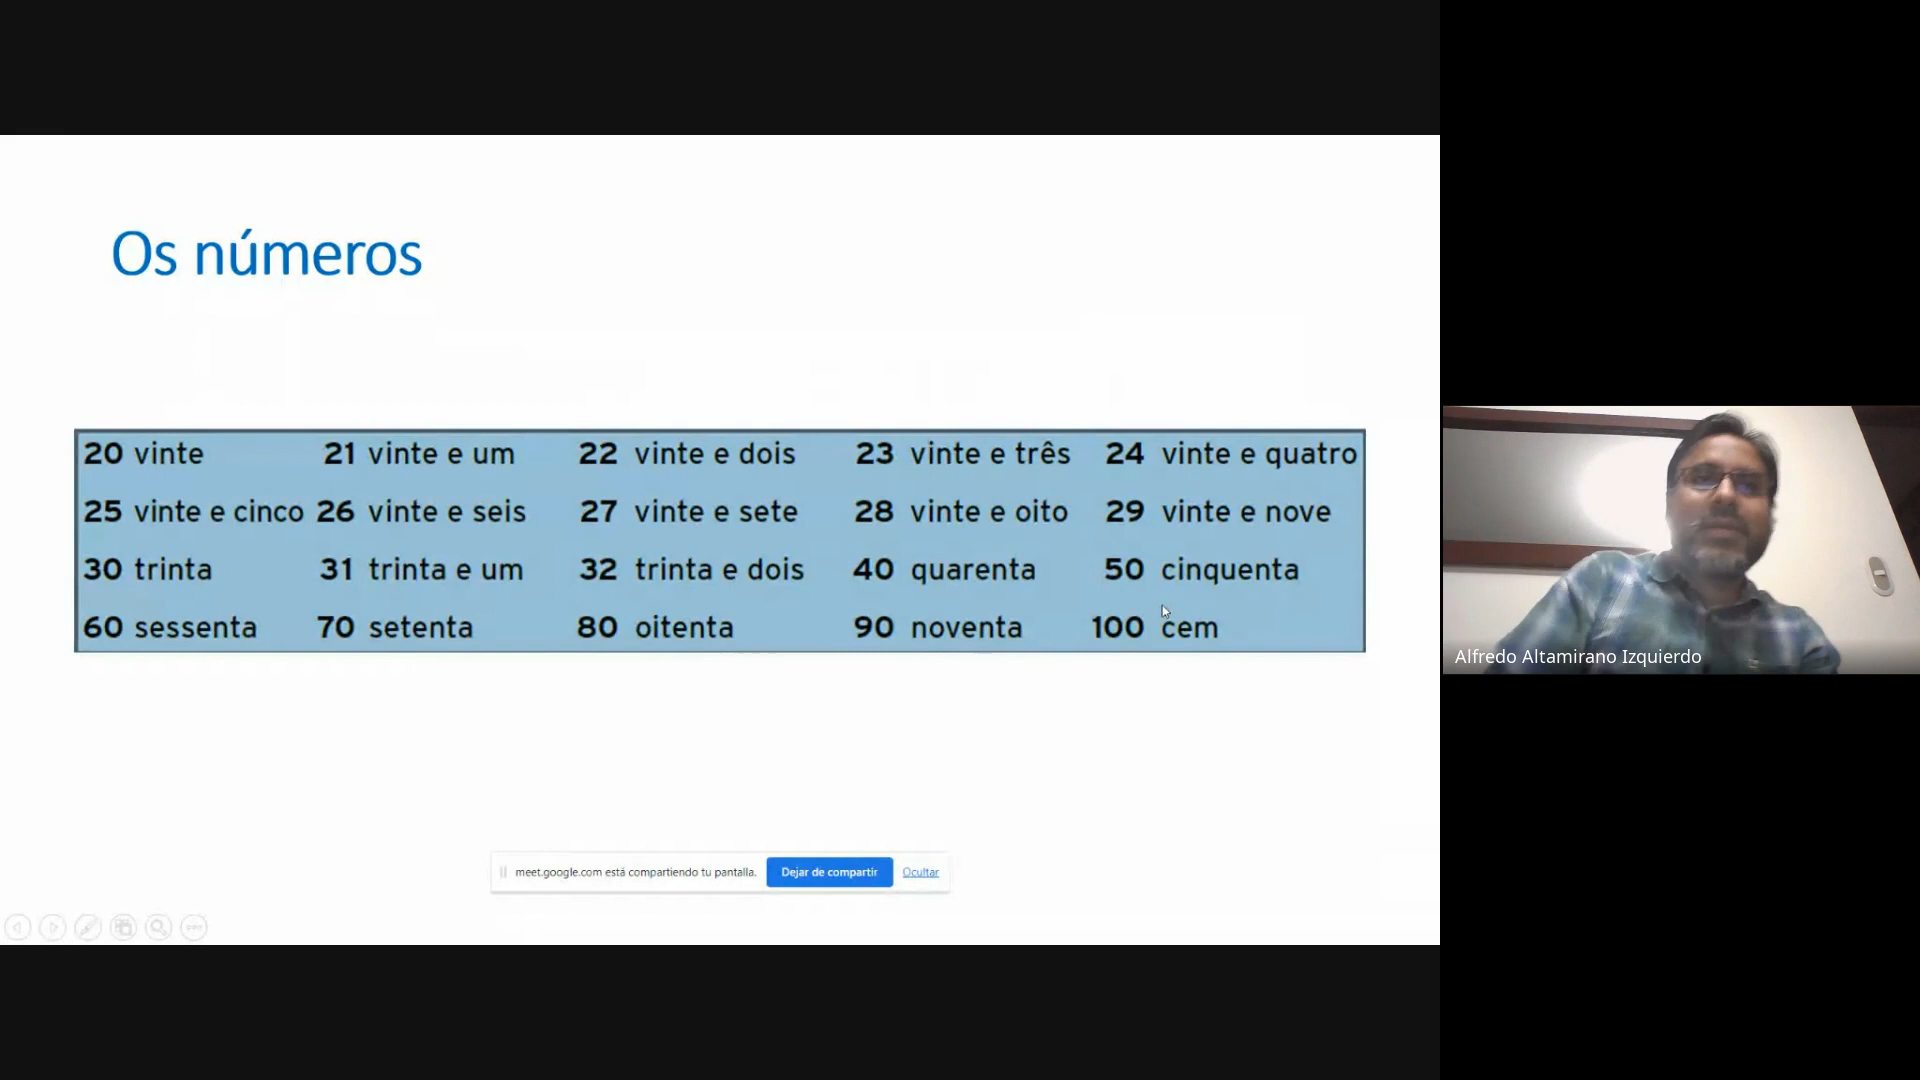 Os números
20 vinte 21 vinte e um 22 vinte e dois 23 vinte e três 24 vinte e quatro
25 vinte e cinco 26 vinte e seis 27 vinte e sete 28 vinte e oito 29 vinte e nove
30 trinta 31 trinta e um 32 trinta e dois 40 quarenta 50 cinquenta
60 sessenta 70 setenta 80 oitenta 90 noventa 100 cem
Alfredo Altamirano Izquierdo
meet.google.com está compartiendo tu pantalla. Dejar de compartir Ocultar